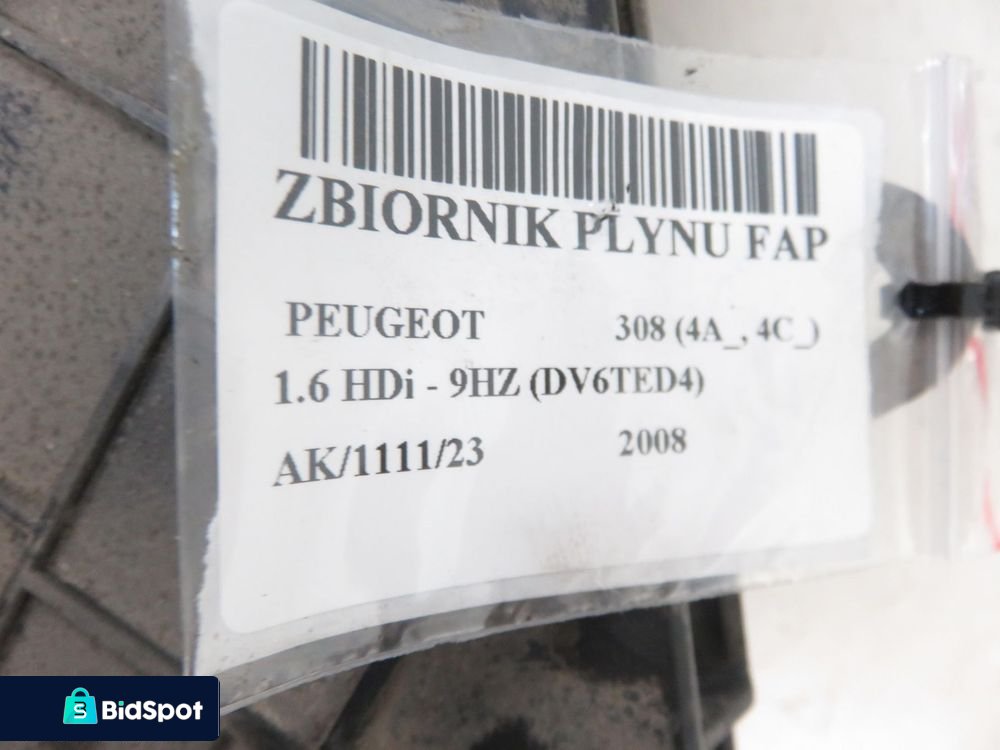 ZBIORNIK PLYNU FAP
PEUGEOT 308 (4A_, 4C_)
1.6 HDi - 9HZ (DV6TED4)
AK/1111/23 2008
BidSpot